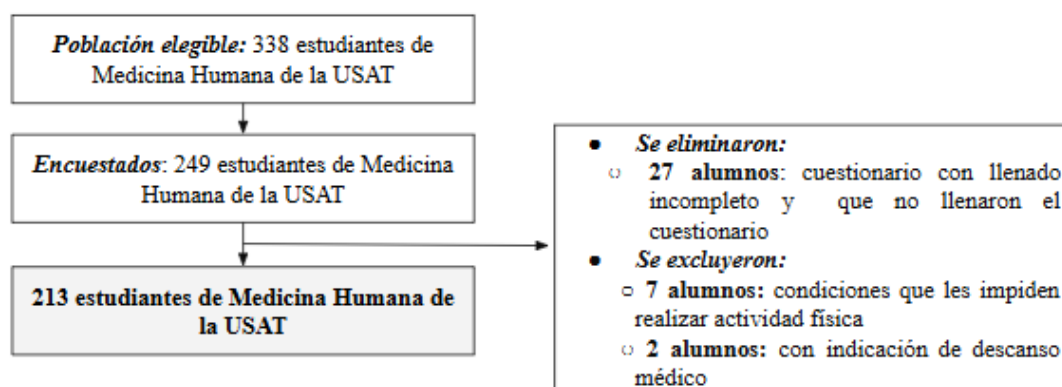 Población elegible: 338 estudiantes de
Medicina Humana de la USAT
Encuestados: 249 estudiantes de Medicina
Humana de la USAT
213 estudiantes de Medicina Humana de
la USAT
● Se eliminaron:
○ 27 alumnos: cuestionario con llenado
incompleto y que no llenaron el
cuestionario
● Se excluyeron:
○ 7 alumnos: condiciones que les impiden
realizar actividad física
○ 2 alumnos: con indicación de descanso
médico